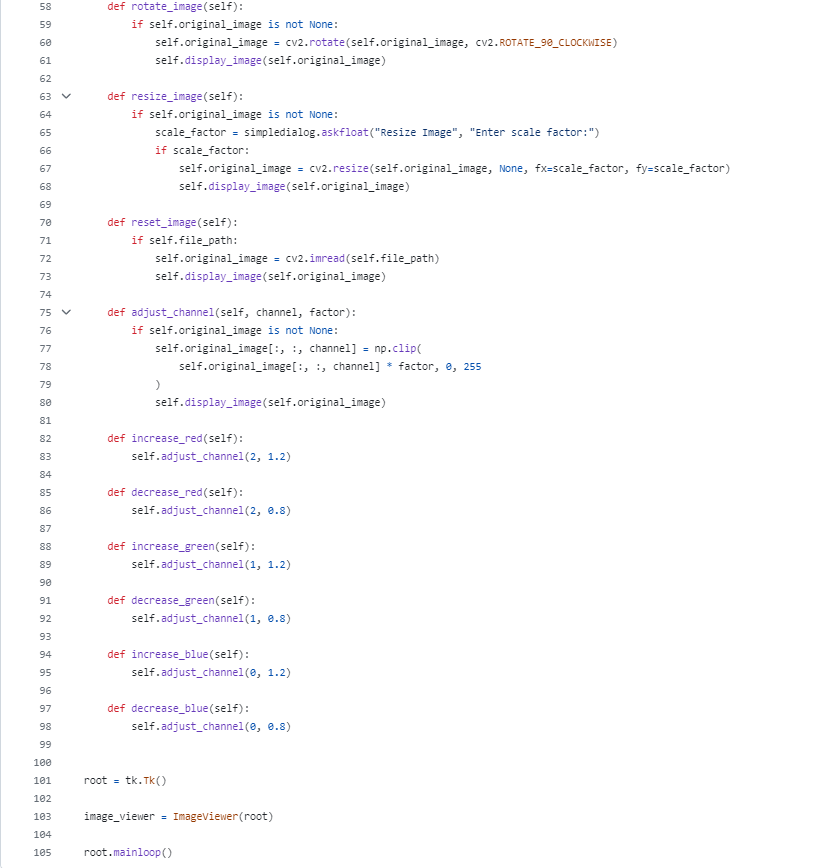 58 def rotate_image(self):
59 if self.original_image is not None:
60 self.original_image = cv2.rotate(self.original_image, cv2.ROTATE_90_CLOCKWISE)
61 self.display_image(self.original_image)
62
63 def resize_image(self):
64 if self.original_image is not None:
65 scale_factor = simpledialog.askfloat("Resize Image", "Enter scale factor:")
66 if scale_factor:
67 self.original_image = cv2.resize(self.original_image, None, fx=scale_factor, fy=scale_factor)
68 self.display_image(self.original_image)
69
70 def reset_image(self):
71 if self.file_path:
72 self.original_image = cv2.imread(self.file_path)
73 self.display_image(self.original_image)
74
75 def adjust_channel(self, channel, factor):
76 if self.original_image is not None:
77 self.original_image[:, :, channel] = np.clip(
78 self.original_image[:, :, channel] * factor, 0, 255
79 )
80 self.display_image(self.original_image)
81
82 def increase_red(self):
83 self.adjust_channel(2, 1.2)
84
85 def decrease_red(self):
86 self.adjust_channel(2, 0.8)
87
88 def increase_green(self):
89 self.adjust_channel(1, 1.2)
90
91 def decrease_green(self):
92 self.adjust_channel(1, 0.8)
93
94 def increase_blue(self):
95 self.adjust_channel(0, 1.2)
96
97 def decrease_blue(self):
98 self.adjust_channel(0, 0.8)
99
100
101 root = tk.Tk()
102
103 image_viewer = ImageViewer(root)
104
105 root.mainloop()